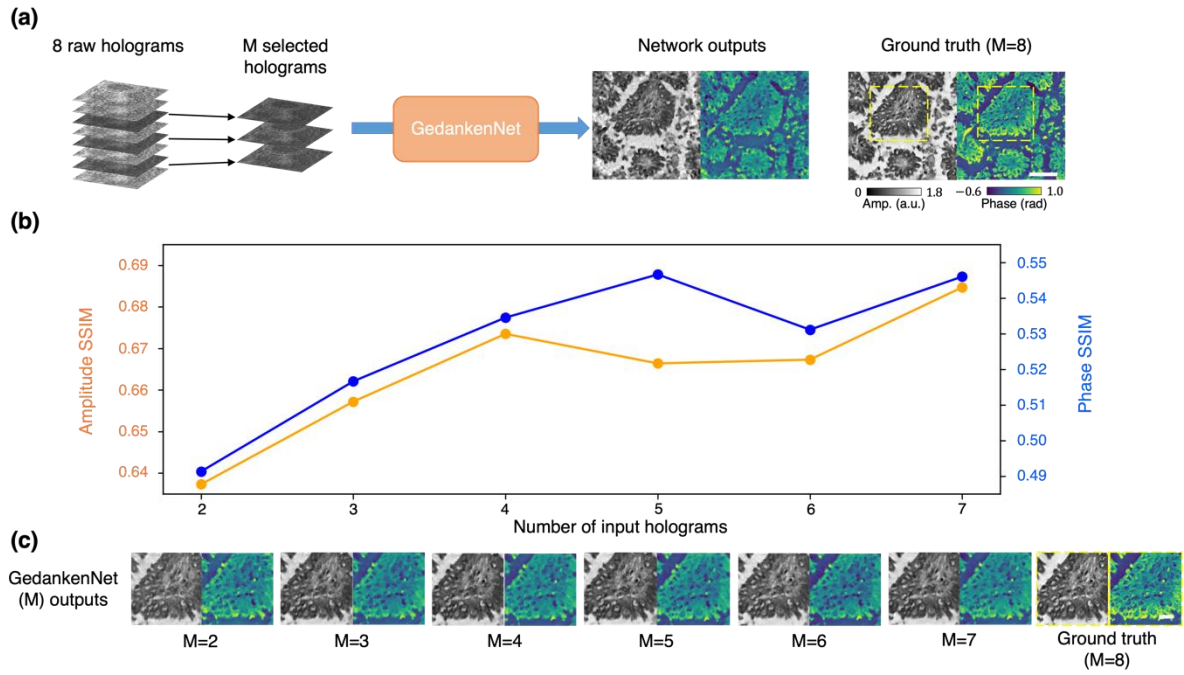 (a)
8 raw holograms
M selected
holograms
GedankenNet
Network outputs
Ground truth (M=8)
0 1.8
Amp. (a.u.)
−0.6 1.0
Phase (rad)
(b)
Amplitude SSIM
0.69
0.68
0.67
0.66
0.65
0.64
Phase SSIM
0.55
0.54
0.53
0.52
0.51
0.50
0.49
2 3 4 5 6 7
Number of input holograms
(c)
GedankenNet
(M) outputs
M=2 M=3 M=4 M=5 M=6 M=7
Ground truth
(M=8)